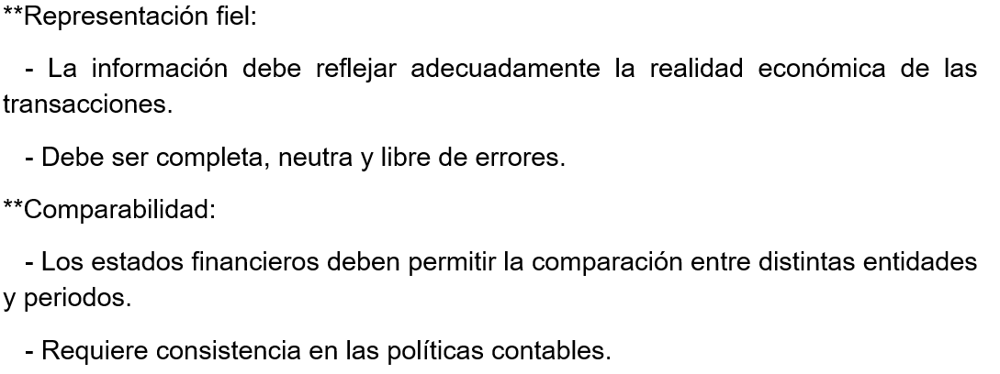 **Representación fiel:
- La información debe reflejar adecuadamente la realidad económica de las
transacciones.
- Debe ser completa, neutra y libre de errores.
**Comparabilidad:
- Los estados financieros deben permitir la comparación entre distintas entidades
y periodos.
- Requiere consistencia en las políticas contables.